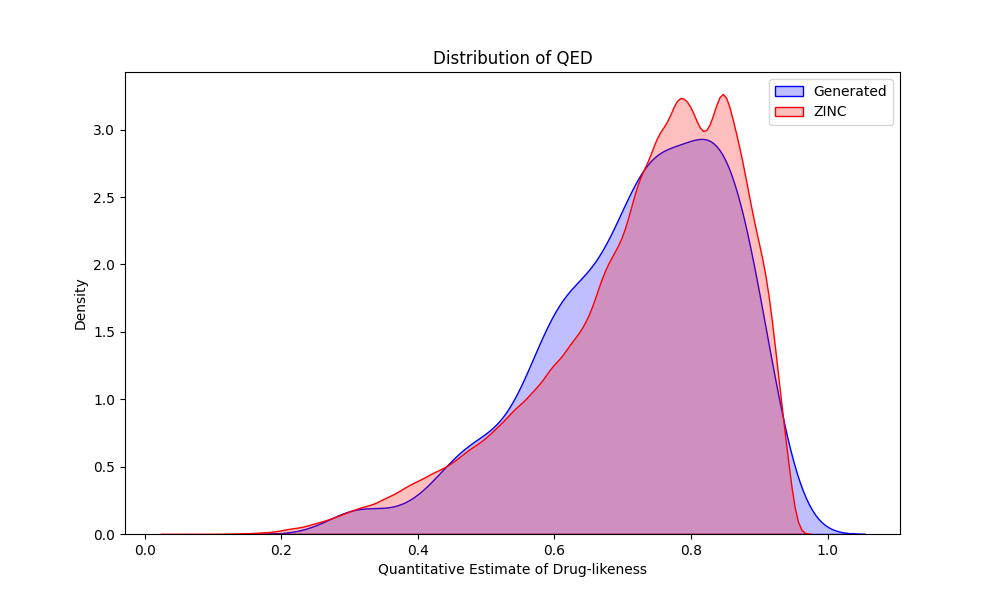 Distribution of QED
Generated
ZINC
Density
3.0
2.5
2.0
1.5
1.0
0.5
0.0
0.0 0.2 0.4 0.6 0.8 1.0
Quantitative Estimate of Drug-likeness